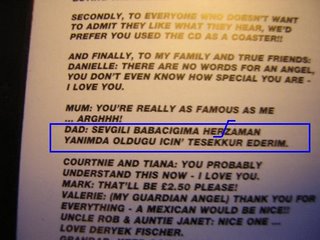 SECONDLY, TO EVERYONE WHO DOESN'T WANT
TO ADMIT THEY LIKE WHAT THEY HEAR, WE'D
PREFER YOU USED THE CD AS A COASTER!!
AND FINALLY, TO MY FAMILY AND TRUE FRIENDS:
DANIELLE: THERE ARE NO WORDS FOR AN ANGEL,
YOU DON'T EVEN KNOW HOW SPECIAL YOU ARE -
I LOVE YOU.
MUM: YOU'RE REALLY AS FAMOUS AS ME
... ARGHHH!
DAD: SEVGILI BABACIGIMA HERZAMAN
YANIMDA OLDUGU ICIN' TESEKKUR EDERIM.
COURTNIE AND TIANA: YOU PROBABLY
UNDERSTAND THIS NOW - I LOVE YOU.
MARK: THAT'LL BE £2.50 PLEASE!
VALERIE: (MY GUARDIAN ANGEL) THANK YOU FOR
EVERYTHING - A MEXICAN WOULD BE NICE!!
UNCLE ROB & AUNTIE JANET: NICE ONE ...
LOVE DERYEK FISCHER.